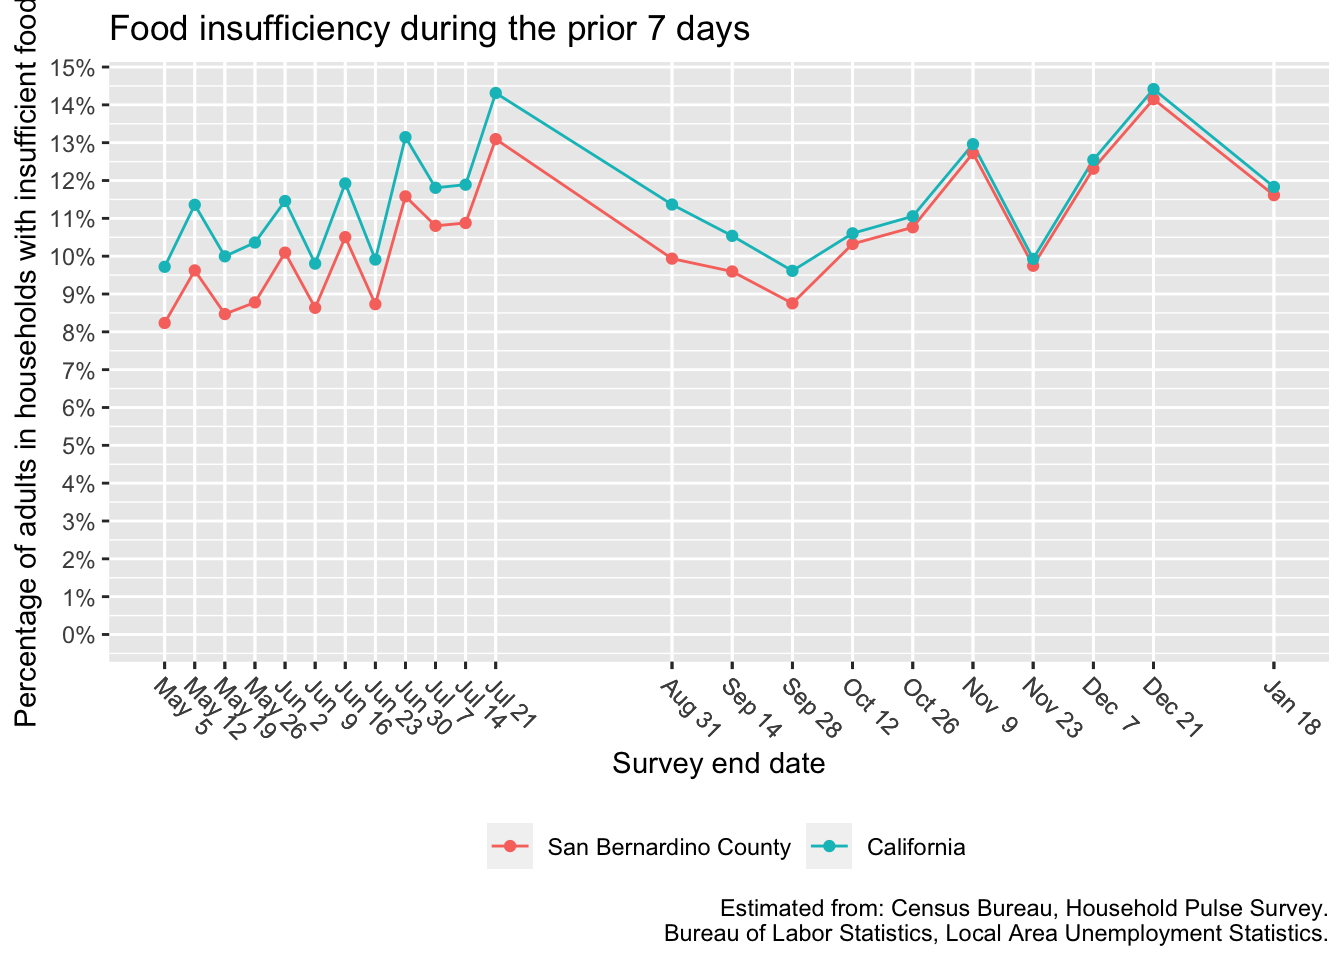 Food insufficiency during the prior 7 days
Percentage of adults in households with insufficient food
15%
14%
13%
12%
11%
10%
9%
8%
7%
6%
5%
4%
3%
2%
1%
0%
May 5
May 12
May 19
May 26
Jun 2
Jun 9
Jun 16
Jun 23
Jun 30
Jul 7
Jul 14
Jul 21
Aug 31
Sep 14
Sep 28
Oct 12
Oct 26
Nov 9
Nov 23
Dec 7
Dec 21
Jan 18
Survey end date
San Bernardino County
California
Estimated from: Census Bureau, Household Pulse Survey.
Bureau of Labor Statistics, Local Area Unemployment Statistics.